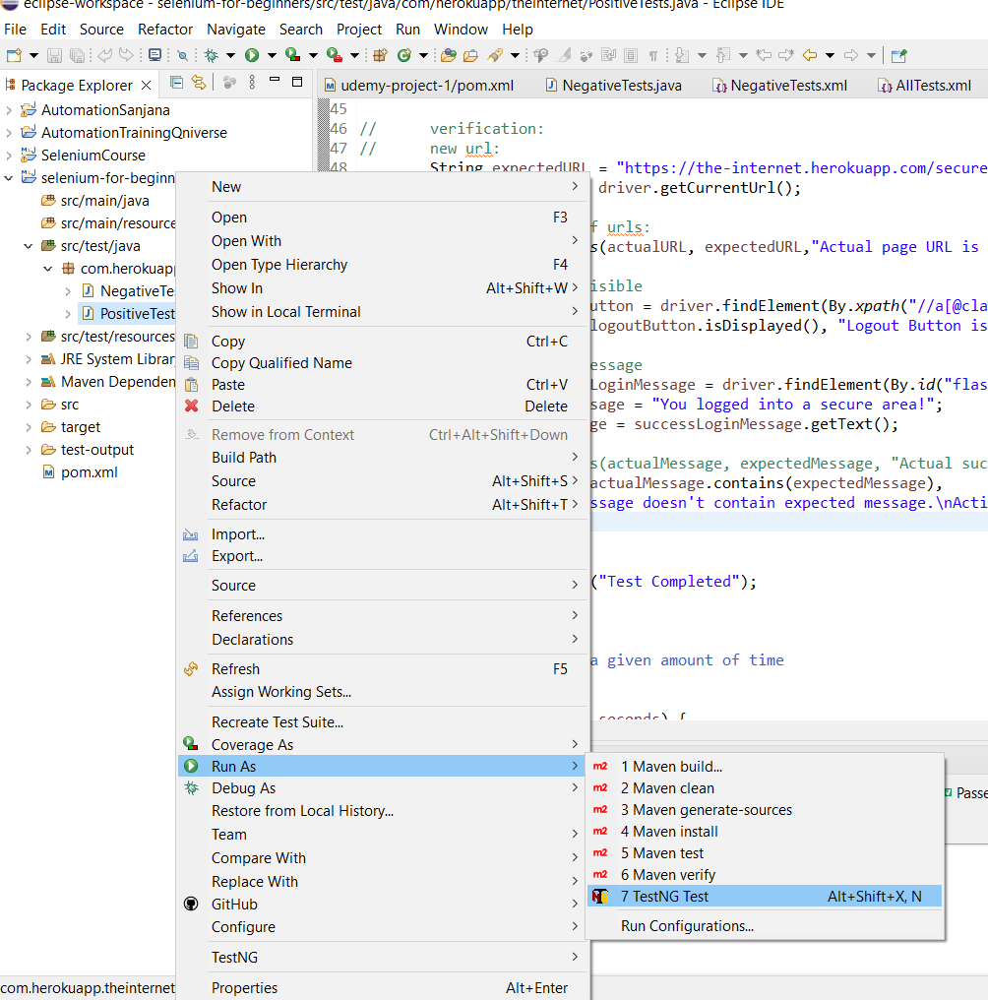 eclipse-workspace - selenium-for-beginners/src/test/java/com/herokuapp/theinternet/PositiveTests.java - Eclipse IDE
File Edit Source Refactor Navigate Search Project Run Window Help
Package Explorer
udemy-project-1/pom.xml NegativeTests.java NegativeTests.xml AllTests.xml
AutomationSanjana
AutomationTrainingQniverse
SeleniumCourse
selenium-for-beginn
src/main/java
src/main/resource
src/test/java
com.herokuap
NegativeTe
PositiveTest
src/test/resources
JRE System Librar
Maven Dependen
src
target
test-output
pom.xml
45
46 // verification:
47 // new url:
48 String expectedURL = "https://the-internet.herokuapp.com/secure
driver.getCurrentUrl();
f urls:
s(actualURL, expectedURL,"Actual page URL is
isible
utton = driver.findElement(By.xpath("//a[@cla
logoutButton.isDisplayed(), "Logout Button is
essage
LoginMessage = driver.findElement(By.id("flas
sage = "You logged into a secure area!";
ge = successLoginMessage.getText();
s(actualMessage, expectedMessage, "Actual suc
actualMessage.contains(expectedMessage),
ssage doesn't contain expected message.\nActi
("Test Completed");
a given amount of time
seconds) {
New
Open F3
Open With
Open Type Hierarchy F4
Show In Alt+Shift+W
Show in Local Terminal
Copy Ctrl+C
Copy Qualified Name
Paste Ctrl+V
Delete Delete
Remove from Context Ctrl+Alt+Shift+Down
Build Path
Source Alt+Shift+S
Refactor Alt+Shift+T
Import...
Export...
Source
References
Declarations
Refresh F5
Assign Working Sets...
Recreate Test Suite...
Coverage As
Run As
Debug As
Restore from Local History...
Team
Compare With
Replace With
GitHub
Configure
TestNG
Properties Alt+Enter
m2 1 Maven build...
m2 2 Maven clean
m2 3 Maven generate-sources
m2 4 Maven install
m2 5 Maven test
m2 6 Maven verify
7 TestNG Test Alt+Shift+X, N
Run Configurations...
Passe
com.herokuapp.theinternet